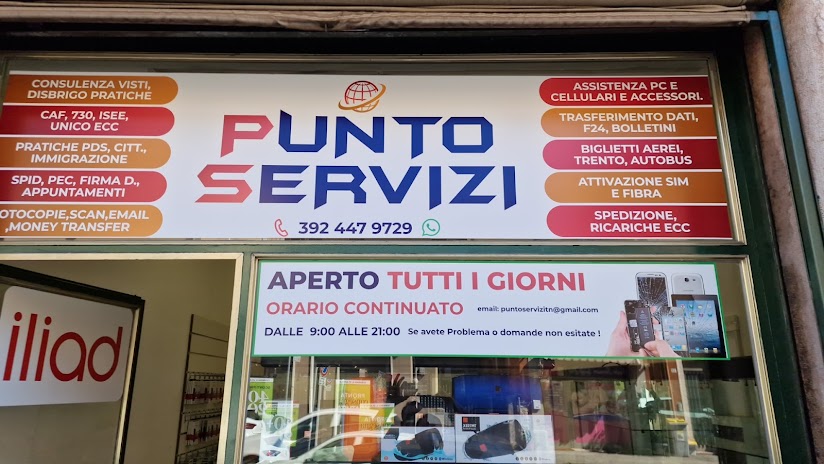 CONSULENZA VISTI,
DISBRIGO PRATICHE
CAF, 730, ISEE,
UNICO ECC
PRATICHE PDS, CITT.,
IMMIGRAZIONE
SPID, PEC, FIRMA D.,
APPUNTAMENTI
OTOCOPIE,SCAN,EMAIL
,MONEY TRANSFER
PUNTO
SERVIZI
392 447 9729
ASSISTENZA PC E
CELLULARI E ACCESSORI.
TRASFERIMENTO DATI,
F24, BOLLETINI
BIGLIETTI AEREI,
TRENTO, AUTOBUS
ATTIVAZIONE SIM
E FIBRA
SPEDIZIONE,
RICARICHE ECC
APERTO TUTTI I GIORNI
ORARIO CONTINUATO email: puntoservizitn@gmail.com
DALLE 9:00 ALLE 21:00 Se avete Problema o domande non esitate !
iliad